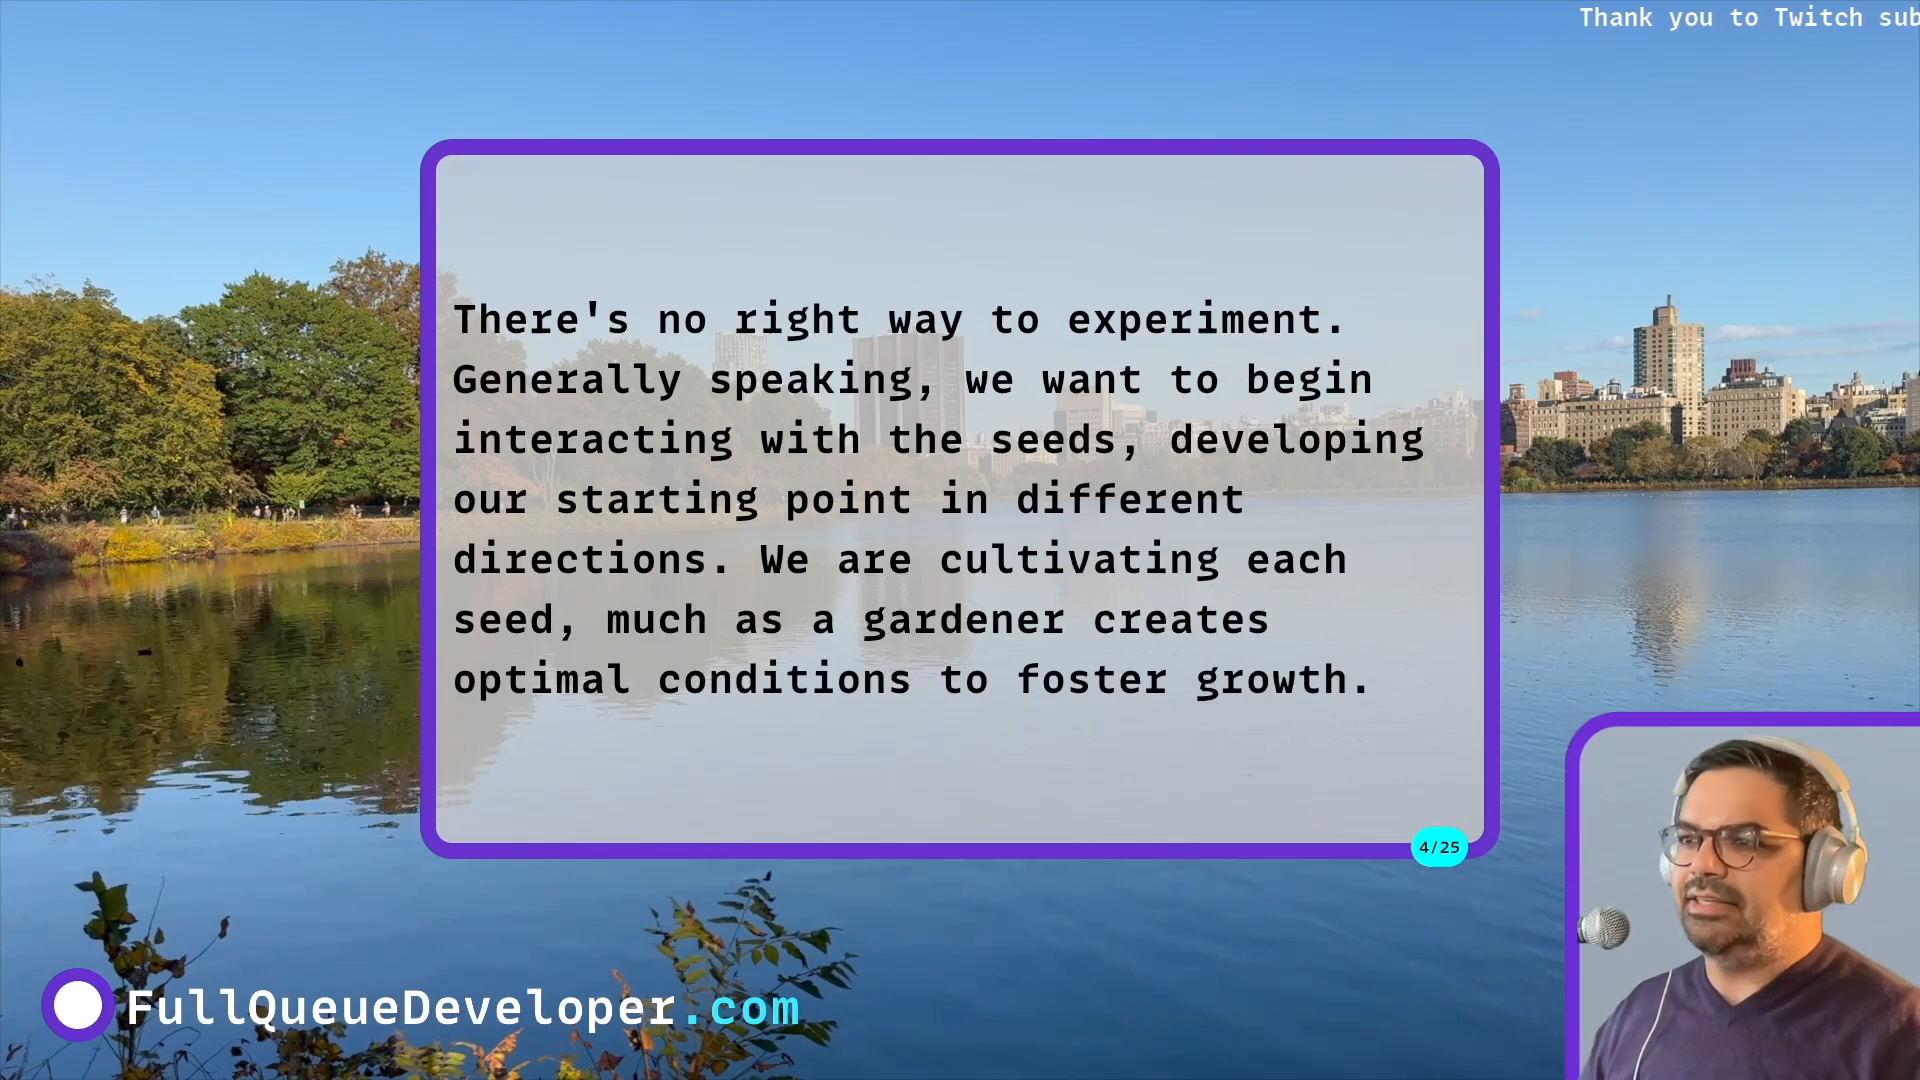 Thank you to Twitch sub
There's no right way to experiment.
Generally speaking, we want to begin
interacting with the seeds, developing
our starting point in different
directions. We are cultivating each
seed, much as a gardener creates
optimal conditions to foster growth.
4/25
FullQueueDeveloper.com